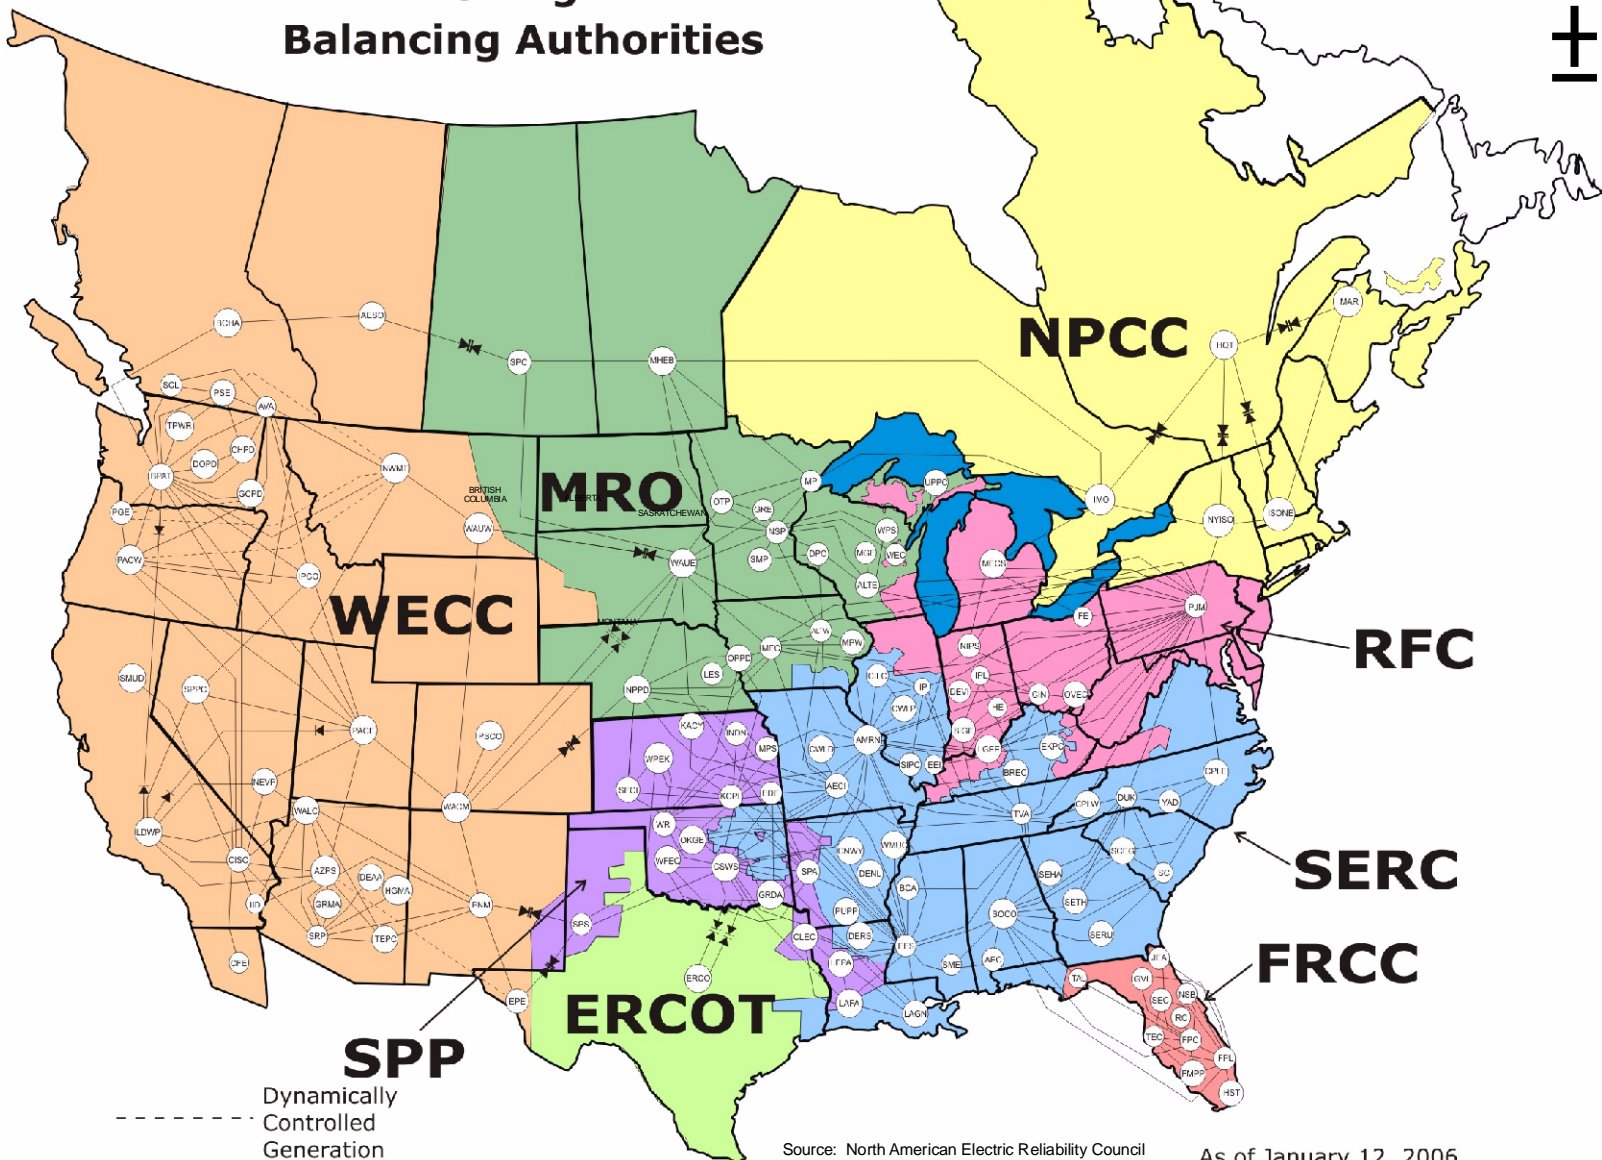 Balancing Authorities
BCHA
AESO
SPC
MHEB
NPCC
HQT
MAR
SCL
PSE
AVA
TPWR
CHPD
DOPD
BPAT
GCPD
NWMT
BRITISH
COLUMBIA
MRO
ALBERTA
SASKATCHEWAN
OTP
GRE
MP
UPPC
IMO
NYISO
ISONE
PGE
WAUW
NSP
WPS
PACW
IPCO
WAUE
SMP
DPC
MGE
WEC
MECS
ALTE
WECC
MONTANA
FE
PJM
RFC
ALTW
MPW
MEC
OPPD
LES
NPPD
NIPS
IPL
DEVI
HE
CIN
OVEC
SMUD
SPPC
PACE
PSCO
CILC
IP
CWLP
SIGE
LGEE
EKPC
KACY
INDN
MPS
WPEK
CWLD
AMRN
SIPC
EEI
BREC
NEVP
SECI
KCPL
EDE
AECI
WALC
WACM
TVA
CPLW
DUK
YAD
CPLE
LDWP
CISO
WR
OKGE
WFEC
CSWS
SPA
CNWY
WMUC
DENL
BCA
SCEG
SC
SERC
AZPS
DEAA
HGMA
GRMA
IID
SRP
TEPC
PNM
SPS
GRDA
PUPP
DERS
CLEC
SOCO
SEHA
SETH
SERU
CFE
ERCO
EES
SME
AEC
LEPA
LAFA
LAGN
EPE
ERCOT
SPP
FRCC
JEA
TAL
GVL
SEC
NSB
RC
TEC
FPC
FPL
FMPP
HST
Dynamically
Controlled
Generation
Source: North American Electric Reliability Council
As of January 12, 2006